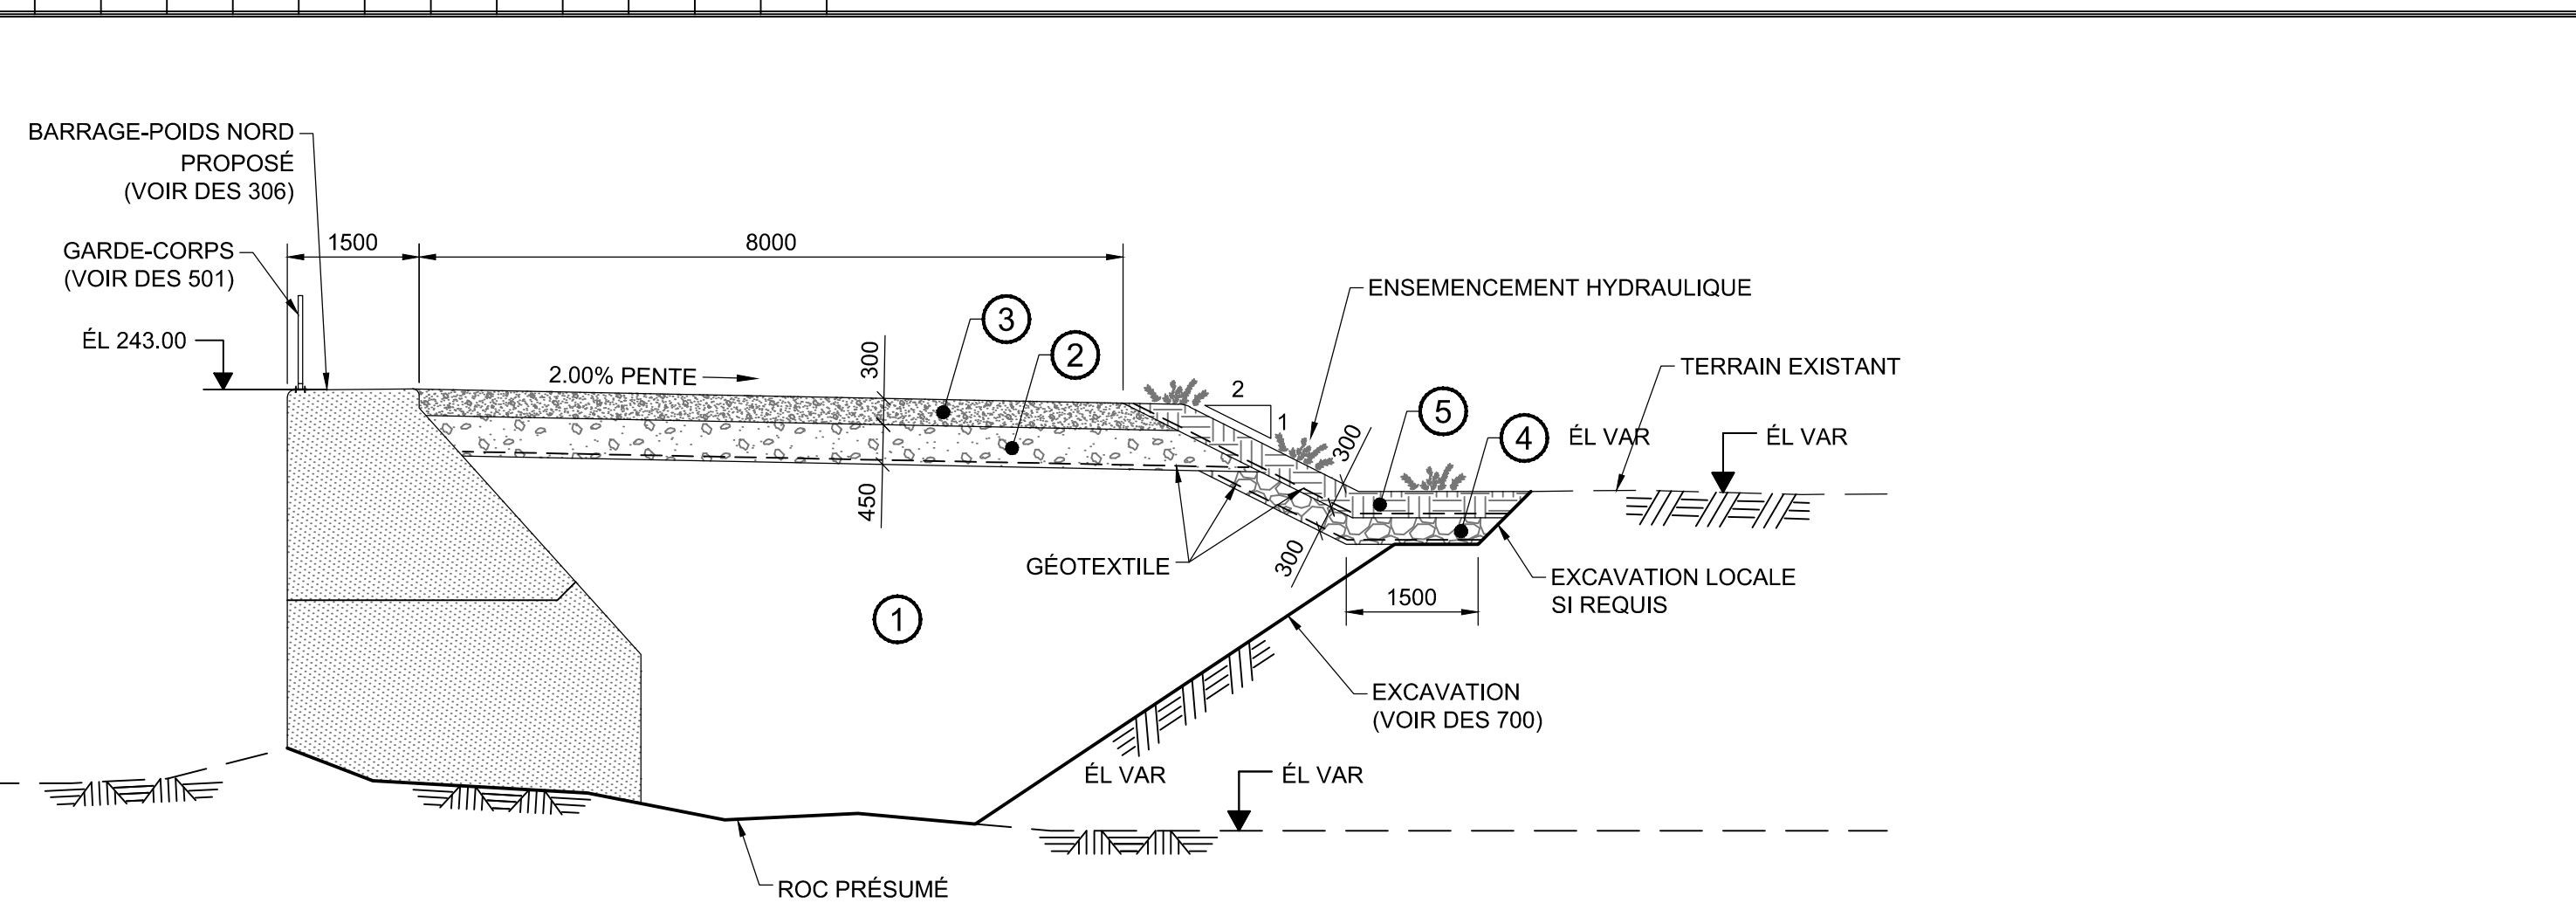 BARRAGE-POIDS NORD
PROPOSÉ
(VOIR DES 306)
GARDE-CORPS
(VOIR DES 501)
1500
8000
ÉL 243.00
2.00% PENTE
300
450
3
2
ENSEMENCEMENT HYDRAULIQUE
2
1
300
300
5
4
TERRAIN EXISTANT
ÉL VAR
ÉL VAR
GÉOTEXTILE
1500
EXCAVATION LOCALE
SI REQUIS
1
EXCAVATION
(VOIR DES 700)
ÉL VAR
ÉL VAR
ROC PRÉSUMÉ